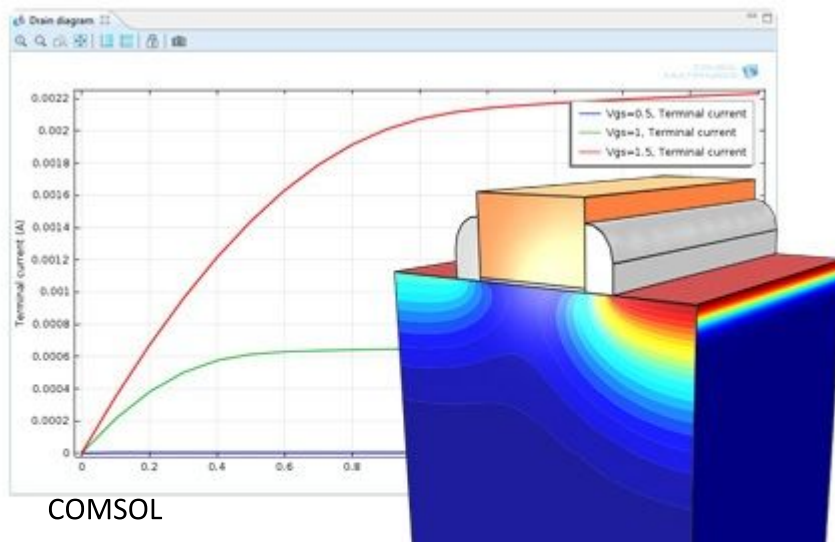 Drain diagram
Vgs=0.5, Terminal current
Vgs=1, Terminal current
Vgs=1.5, Terminal current
Terminal current (A)
0.0022
0.002
0.0018
0.0016
0.0014
0.0012
0.001
0.0008
0.0006
0.0004
0.0002
0
0
0.2
0.4
0.6
0.8
COMSOL